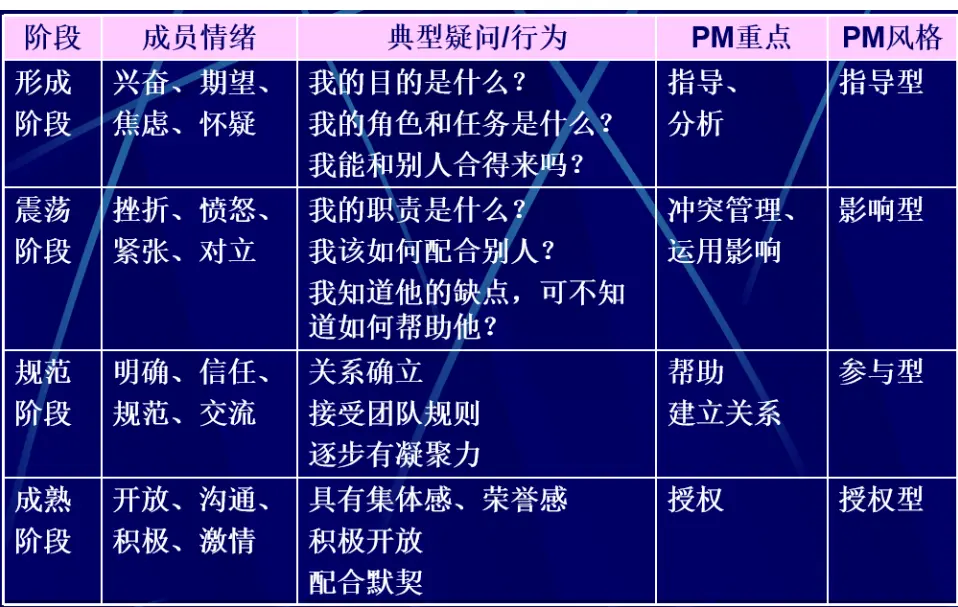 阶段 成员情绪 典型疑问/行为 PM重点 PM风格
形成 兴奋、期望、 我的目的是什么? 指导、 指导型
阶段 焦虑、怀疑 我的角色和任务是什么? 分析
我能和别人合得来吗?
震荡 挫折、愤怒、 我的职责是什么? 冲突管理、 影响型
阶段 紧张、对立 我该如何配合别人? 运用影响
我知道他的缺点，可不知
道如何帮助他?
规范 明确、信任、 关系确立 帮助 参与型
阶段 规范、交流 接受团队规则 建立关系
逐步有凝聚力
成熟 开放、沟通、 具有集体感、荣誉感 授权 授权型
阶段 积极、激情 积极开放
配合默契